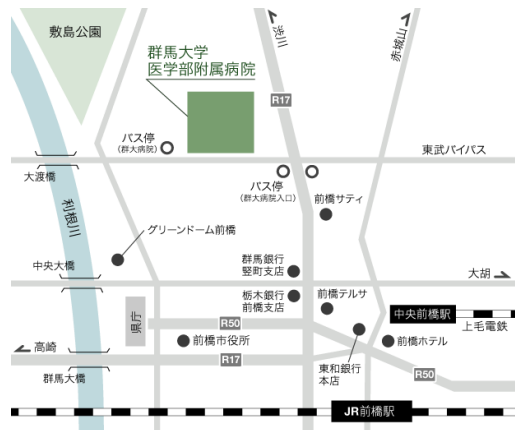 敷島公園
渋川
赤城山
群馬大学
医学部附属病院
R17
バス停
(群大病院)
東武バイパス
大渡橋
バス停
(群大病院入口)
前橋サティ
利根川
グリーンドーム前橋
群馬銀行
竪町支店
中央大橋
大胡
栃木銀行
前橋支店
前橋テルサ
中央前橋駅
上毛電鉄
県庁
R50
前橋市役所
前橋ホテル
高崎
R17
東和銀行
本店
群馬大橋
R50
JR前橋駅